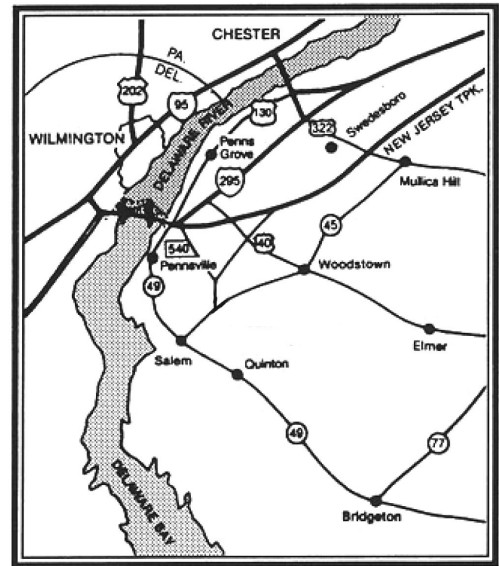 CHESTER
PA.
DEL.
202
95
DELAWARE RIVER
130
WILMINGTON
Penns
Grove
322
Swedesboro
NEW JERSEY TPK.
295
Mullica Hill
45
540
40
Pennsville
Woodstown
49
Salem
Quinton
Elmer
49
77
DELAWARE BAY
Bridgeton